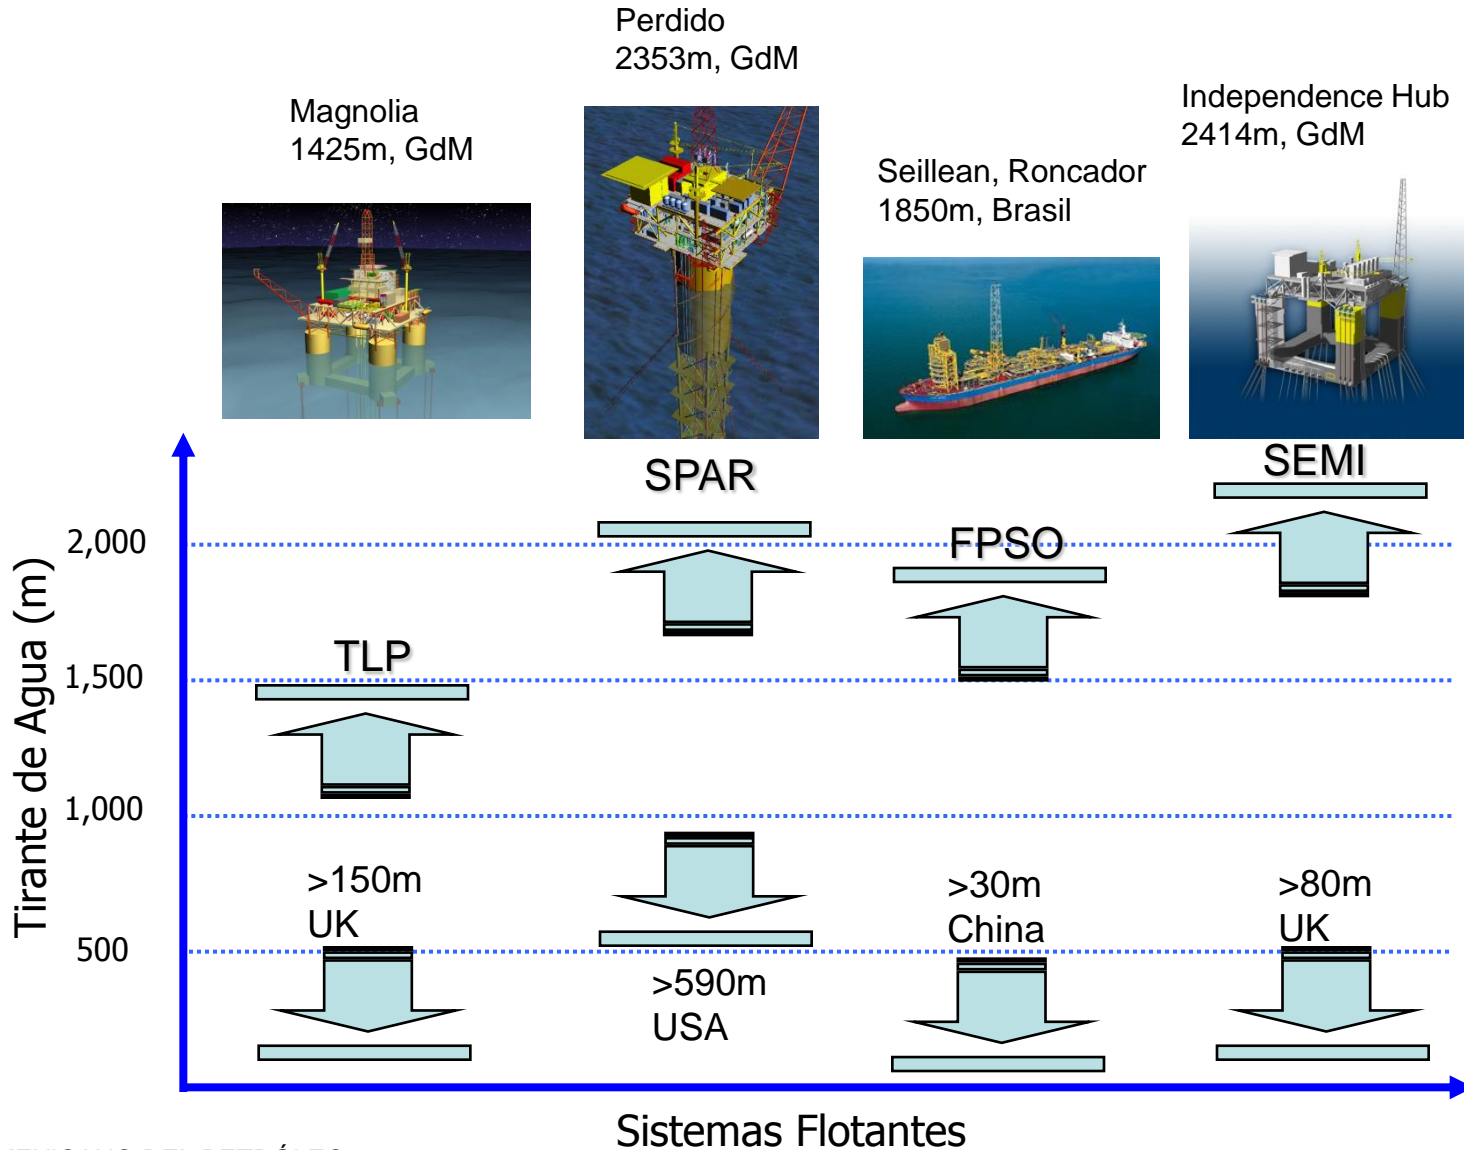 Perdido
2353m, GdM
Magnolia
1425m, GdM
Independence Hub
2414m, GdM
Seillean, Roncador
1850m, Brasil
SPAR
SEMI
2,000
FPSO
TLP
1,500
Tirante de Agua (m)
1,000
>150m
UK
>30m
China
>80m
UK
500
>590m
USA
Sistemas Flotantes